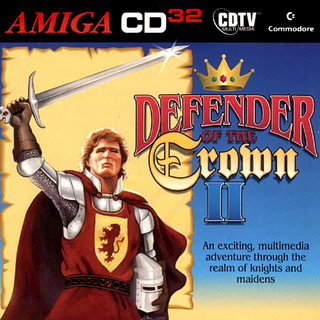 AMIGA CD32
CDTV
MULTI MEDIA
Commodore
DEFENDER
OF THE
Crown
II
An exciting, multimedia
adventure through the
realm of knights and
maidens